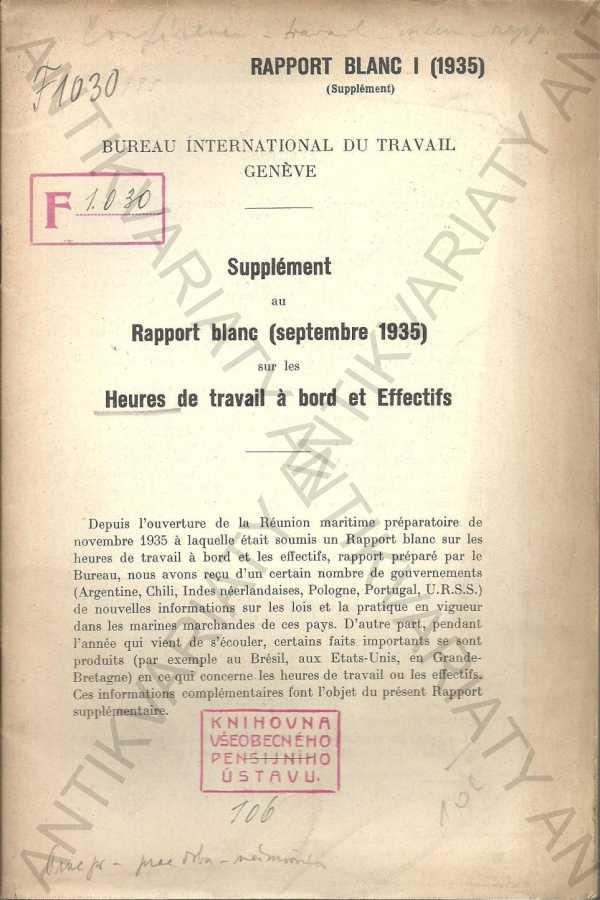 RAPPORT BLANC I (1935)
(Supplément)
F1030
BUREAU INTERNATIONAL DU TRAVAIL
GENÈVE
F 1.030
Supplément
au
Rapport blanc (septembre 1935)
sur les
Heures de travail à bord et Effectifs
Depuis l'ouverture de la Réunion maritime préparatoire de
novembre 1935 à laquelle était soumis un Rapport blanc sur les
heures de travail à bord et les effectifs, rapport préparé par le
Bureau, nous avons reçu d'un certain nombre de gouvernements
(Argentine, Chili, Indes néerlandaises, Pologne, Portugal, U.R.S.S.)
de nouvelles informations sur les lois et la pratique en vigueur
dans les marines marchandes de ces pays. D'autre part, pendant
l'année qui vient de s'écouler, certains faits importants se sont
produits (par exemple au Brésil, aux Etats-Unis, en Grande-
Bretagne) en ce qui concerne les heures de travail ou les effectifs.
Ces informations complémentaires font l'objet du présent Rapport
supplémentaire.
KNIHOVNA
VŠEOBECNÉHO
PENSIJNÍHO
ÚSTAVU.
106
ANTIKVARIATY ANTIKVARIATY ANTIKVARIATY